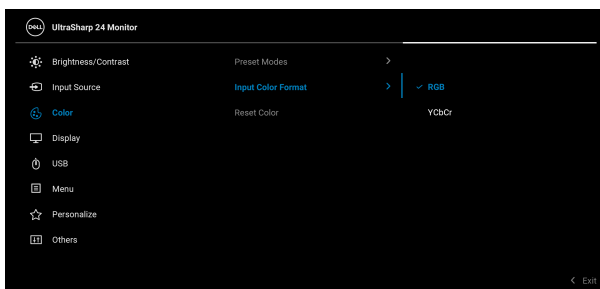 DELL UltraSharp 24 Monitor
Brightness/Contrast Preset Modes
Input Source Input Color Format RGB
Color Reset Color YCbCr
Display
USB
Menu
Personalize
Others
Exit